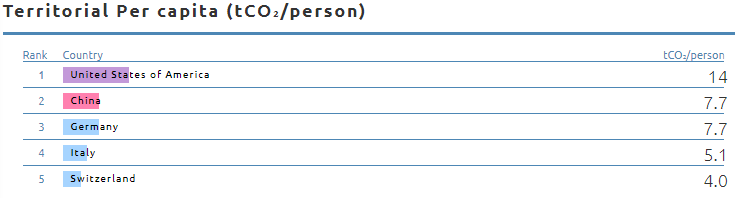 Territorial Per capita (tCO₂/person)
Rank Country tCO₂/person
1 United States of America 14
2 China 7.7
3 Germany 7.7
4 Italy 5.1
5 Switzerland 4.0